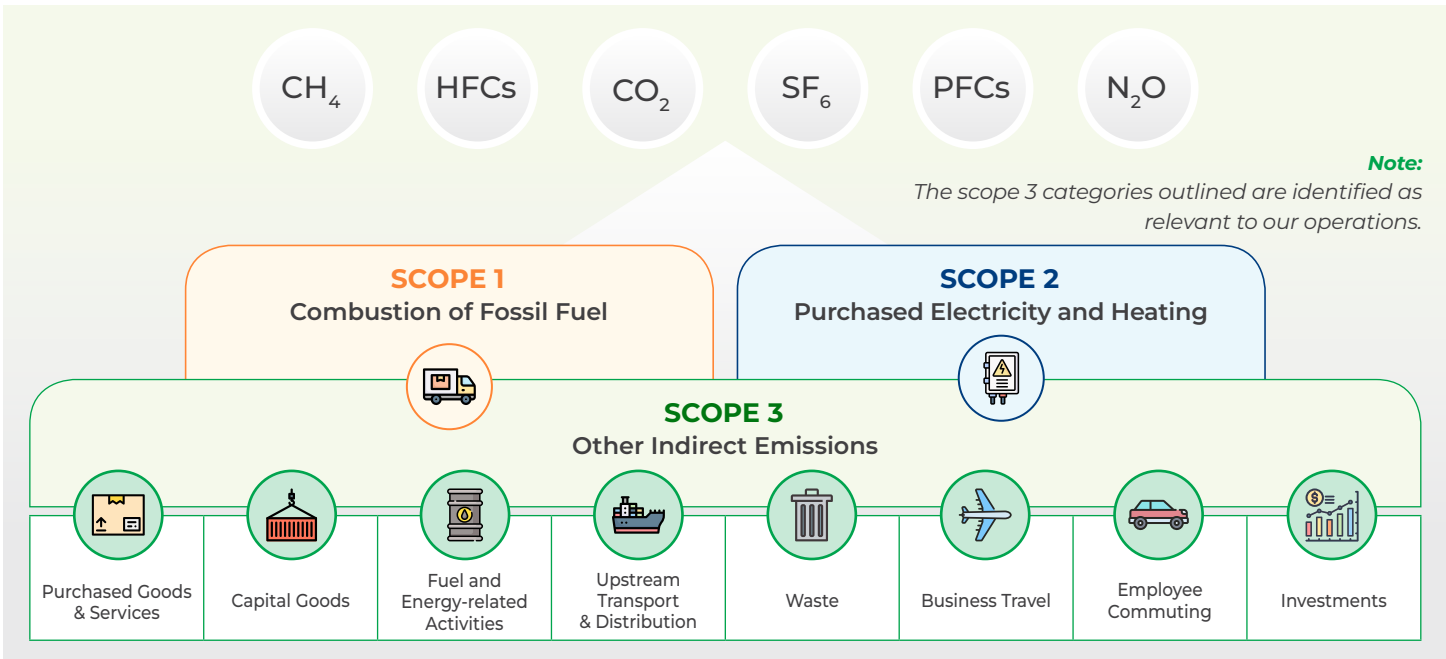 CH₄
HFCs
CO₂
SF₆
PFCs
N₂O
Note:
The scope 3 categories outlined are identified as
relevant to our operations.
SCOPE 1
Combustion of Fossil Fuel
SCOPE 2
Purchased Electricity and Heating
SCOPE 3
Other Indirect Emissions
Purchased Goods
& Services
Capital Goods
Fuel and
Energy-related
Activities
Upstream
Transport
& Distribution
Waste
Business Travel
Employee
Commuting
Investments